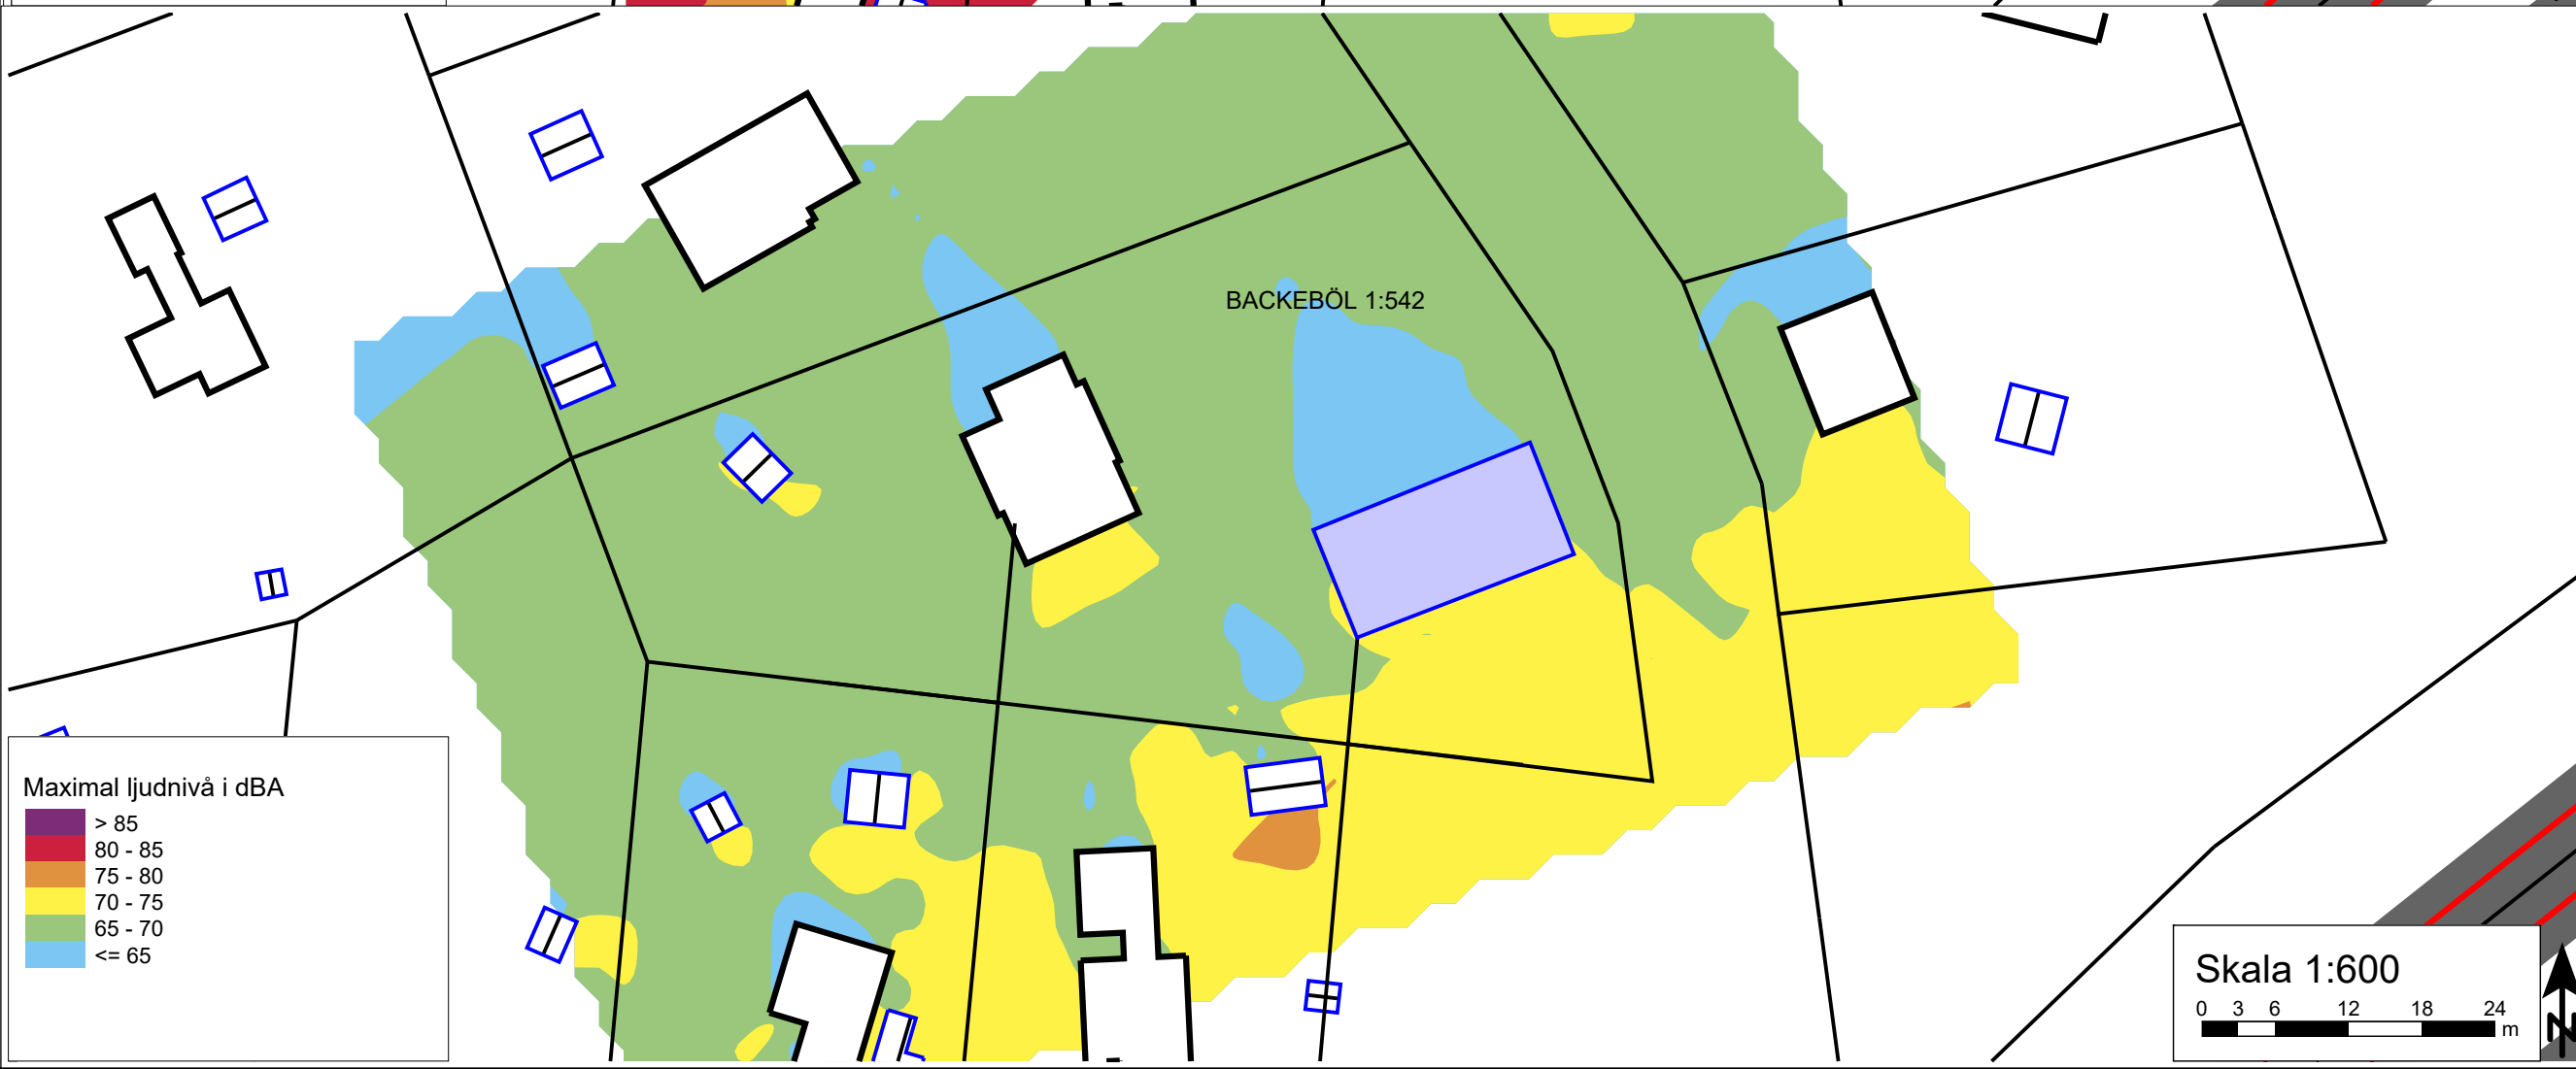 BACKEBÖL 1:542
Maximal ljudnivå i dBA
> 85
80 - 85
75 - 80
70 - 75
65 - 70
<= 65
Skala 1:600
0 3 6 12 18 24
m
N